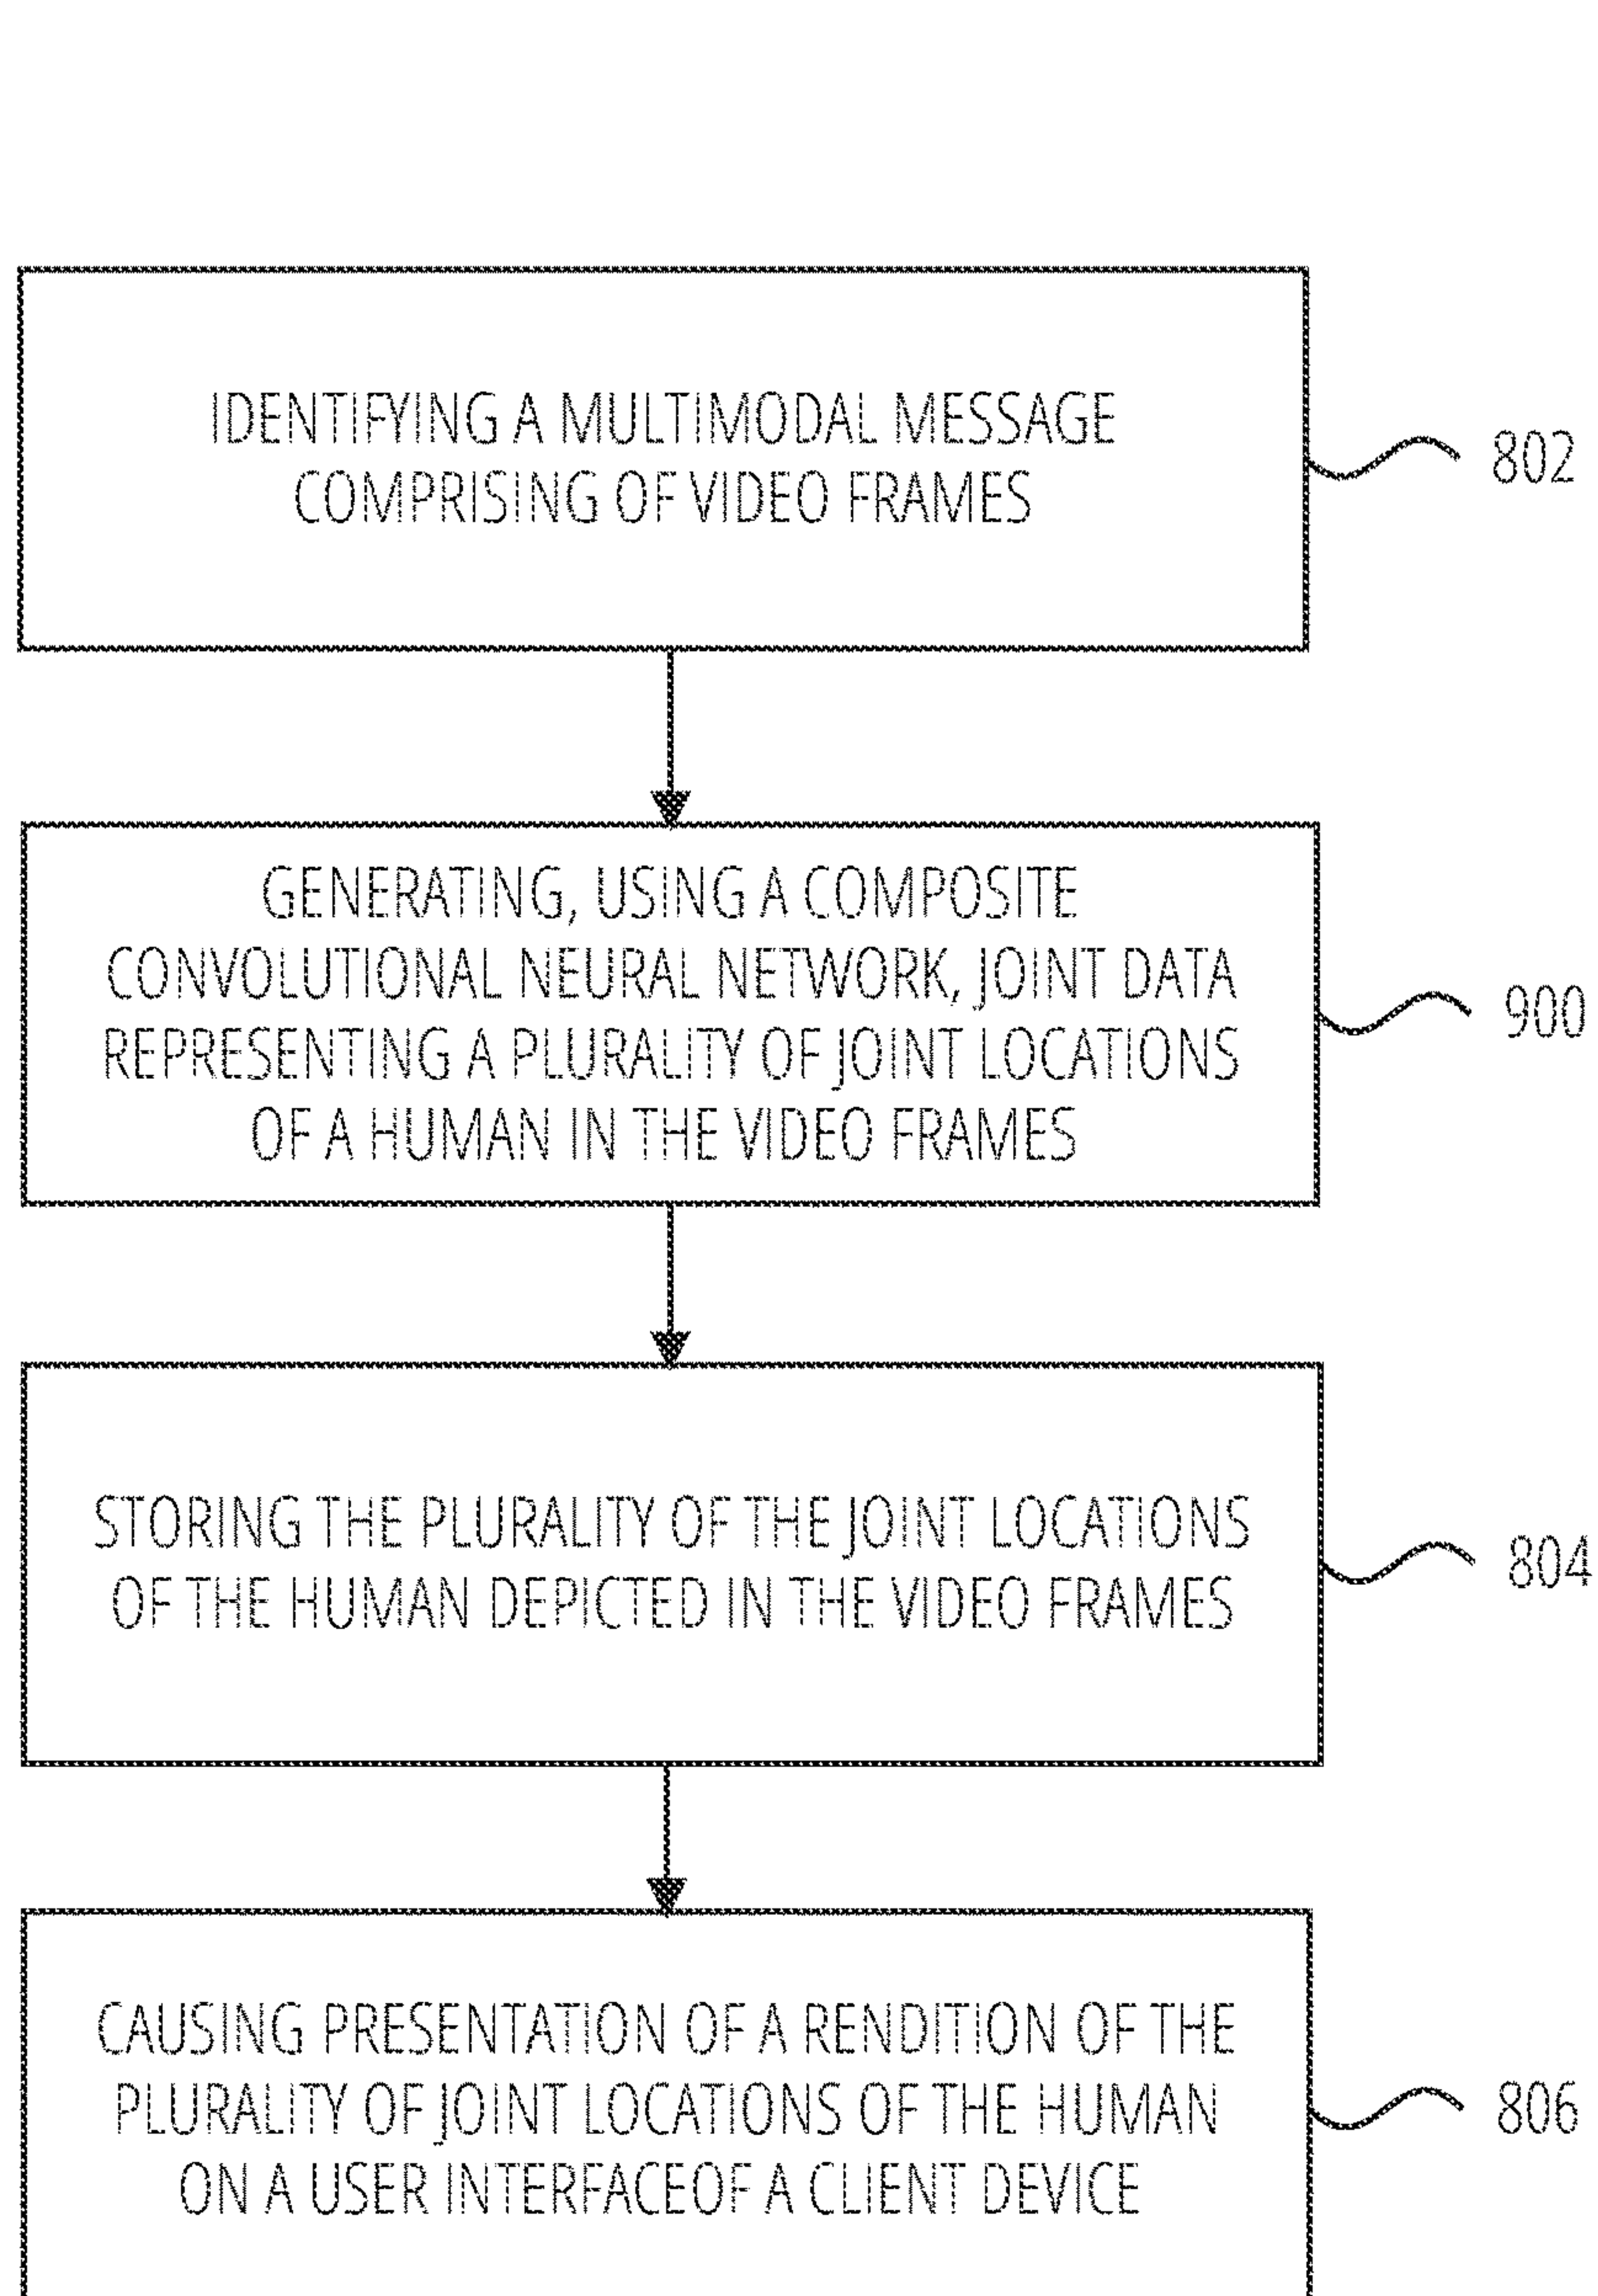 IDENTIFYING A MULTIMODAL MESSAGE
COMPRISING OF VIDEO FRAMES
802
GENERATING, USING A COMPOSITE
CONVOLUTIONAL NEURAL NETWORK, JOINT DATA
REPRESENTING A PLURALITY OF JOINT LOCATIONS
OF A HUMAN IN THE VIDEO FRAMES
900
STORING THE PLURALITY OF THE JOINT LOCATIONS
OF THE HUMAN DEPICTED IN THE VIDEO FRAMES
804
CAUSING PRESENTATION OF A RENDITION OF THE
PLURALITY OF JOINT LOCATIONS OF THE HUMAN
ON A USER INTERFACEOF A CLIENT DEVICE
806